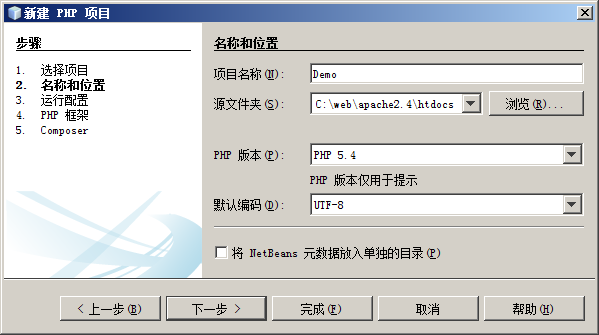 新建 PHP 项目
步骤
1. 选择项目
2. 名称和位置
3. 运行配置
4. PHP 框架
5. Composer
名称和位置
项目名称(N): Demo
源文件夹(S): C:\web\apache2.4\htdocs 浏览(R)...
PHP 版本(P): PHP 5.4
PHP 版本仅用于提示
默认编码(D): UTF-8
将 NetBeans 元数据放入单独的目录(P)
< 上一步(B) 下一步 > 完成(F) 取消 帮助(H)